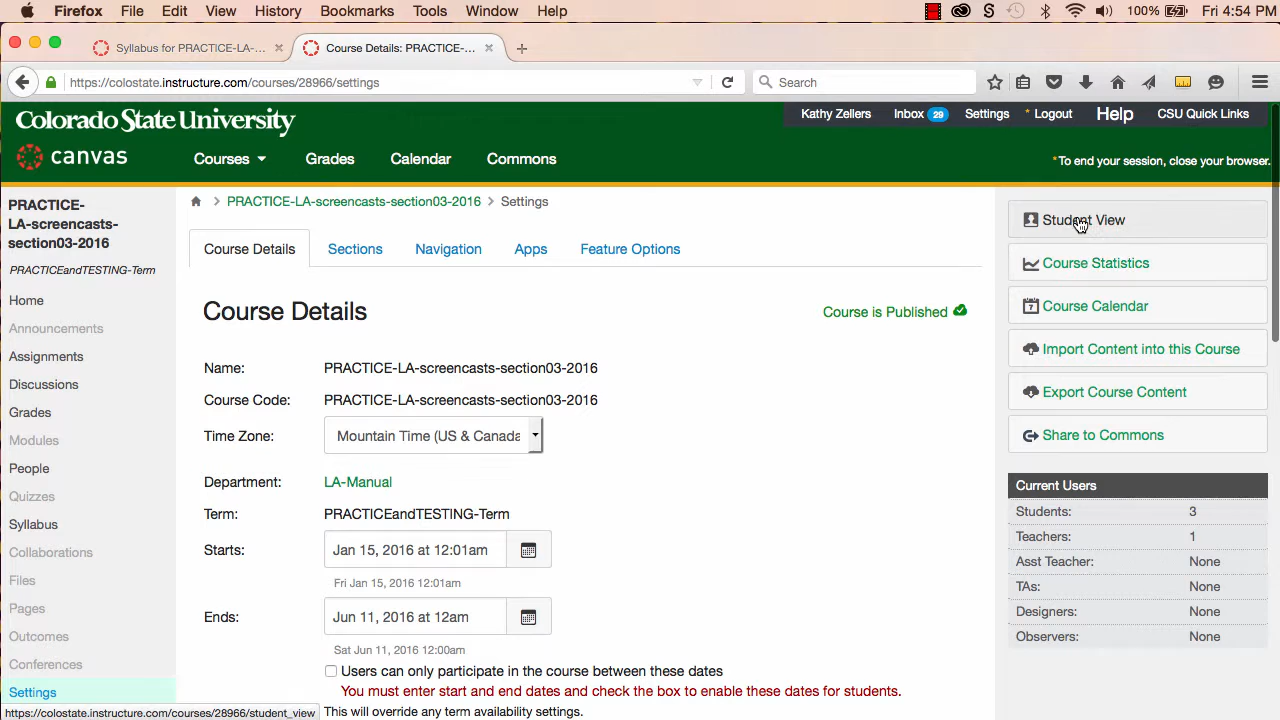 Firefox File Edit View History Bookmarks Tools Window Help S 100% Fri 4:54 PM
Syllabus for PRACTICE-LA-... × Course Details: PRACTICE-... × +
https://colostate.instructure.com/courses/28966/settings Search
Colorado State University Kathy Zellers Inbox 29 Settings * Logout Help CSU Quick Links
canvas Courses Grades Calendar Commons *To end your session, close your browser.
PRACTICE-
LA-screencasts-
section03-2016
PRACTICEandTESTING-Term
Home
Announcements
Assignments
Discussions
Grades
Modules
People
Quizzes
Syllabus
Collaborations
Files
Pages
Outcomes
Conferences
Settings
https://colostate.instructure.com/courses/28966/student_view
> PRACTICE-LA-screencasts-section03-2016 > Settings
Course Details Sections Navigation Apps Feature Options
Course Details Course is Published
Name: PRACTICE-LA-screencasts-section03-2016
Course Code: PRACTICE-LA-screencasts-section03-2016
Time Zone: Mountain Time (US & Canada
Department: LA-Manual
Term: PRACTICEandTESTING-Term
Starts: Jan 15, 2016 at 12:01am
Fri Jan 15, 2016 12:01am
Ends: Jun 11, 2016 at 12am
Sat Jun 11, 2016 12:00am
Users can only participate in the course between these dates
You must enter start and end dates and check the box to enable these dates for students.
This will override any term availability settings.
Student View
Course Statistics
7 Course Calendar
Import Content into this Course
Export Course Content
Share to Commons
Current Users
Students: 3
Teachers: 1
Asst Teacher: None
TAs: None
Designers: None
Observers: None